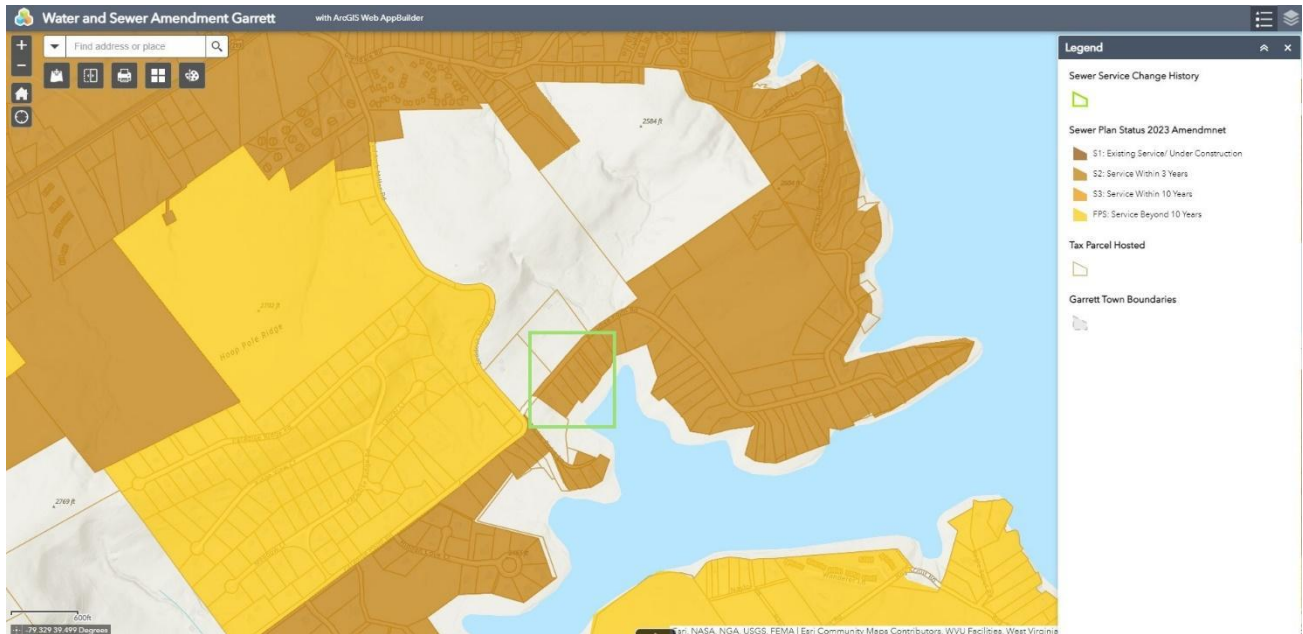 Water and Sewer Amendment Garrett
with ArcGIS Web AppBuilder
Find address or place
Legend
Sewer Service Change History
Sewer Plan Status 2023 Amendmnet
S1: Existing Service/ Under Construction
S2: Service Within 3 Years
S3: Service Within 10 Years
FPS: Service Beyond 10 Years
Tax Parcel Hosted
Garrett Town Boundaries
2584 ft
Hoop Pole Ridge
2769 ft
600ft
-79.329 39.499 Degrees
Esri, NASA, NGA, USGS, FEMA | Esri Community Maps Contributors, WVU Facilities, West Virginia